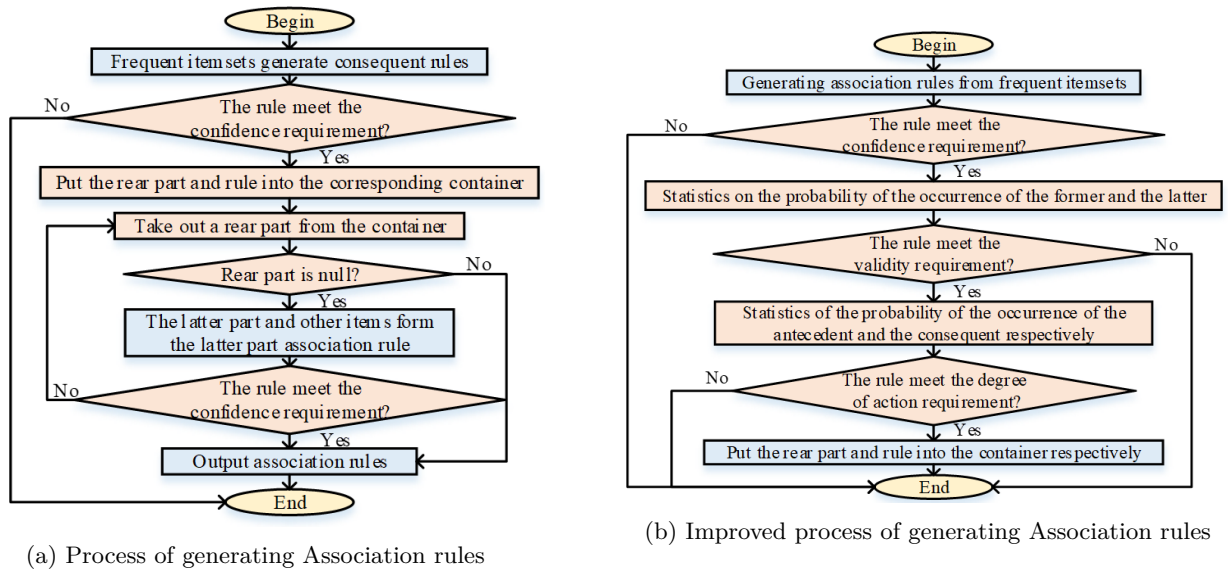 Begin
Frequent itemsets generate consequent rules
No
The rule meet the
confidence requirement?
Yes
Put the rear part and rule into the corresponding container
Take out a rear part from the container
Rear part is null?
No
Yes
The latter part and other items form
the latter part association rule
No
The rule meet the
confidence requirement?
Yes
Output association rules
End
(a) Process of generating Association rules
Begin
Generating association rules from frequent itemsets
No
The rule meet the
confidence requirement?
Yes
Statistics on the probability of the occurrence of the former and the latter
The rule meet the
validity requirement?
No
Yes
Statistics of the probability of the occurrence of the
antecedent and the consequent respectively
No
The rule meet the degree
of action requirement?
Yes
Put the rear part and rule into the container respectively
End
(b) Improved process of generating Association rules